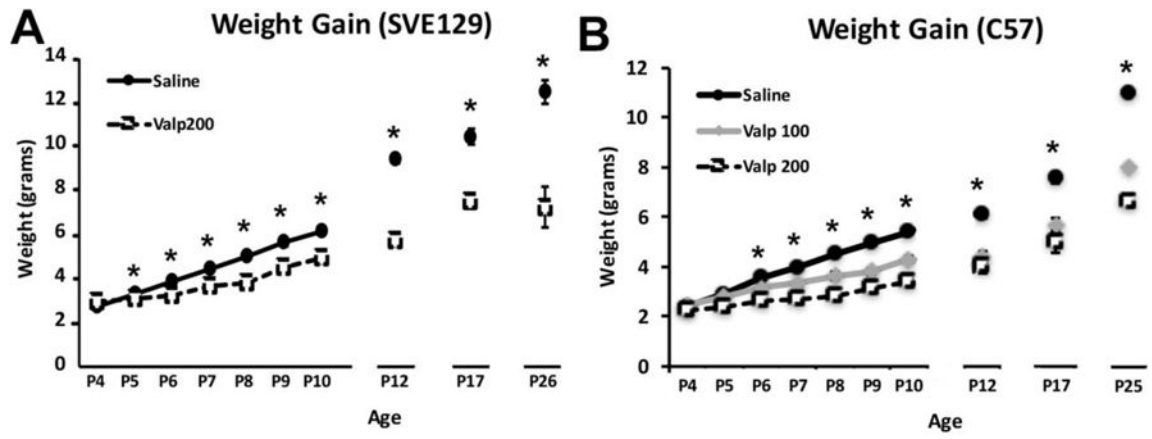 A
Weight Gain (SVE129)
14
12
10
8
6
4
2
0
Weight (grams)
Saline
Valp200
*
*
*
*
*
*
*
*
*
P4 P5 P6 P7 P8 P9 P10 P12 P17 P26
Age
B
Weight Gain (C57)
12
10
8
6
4
2
0
Weight (grams)
Saline
Valp 100
Valp 200
*
*
*
*
*
*
*
*
P4 P5 P6 P7 P8 P9 P10 P12 P17 P25
Age